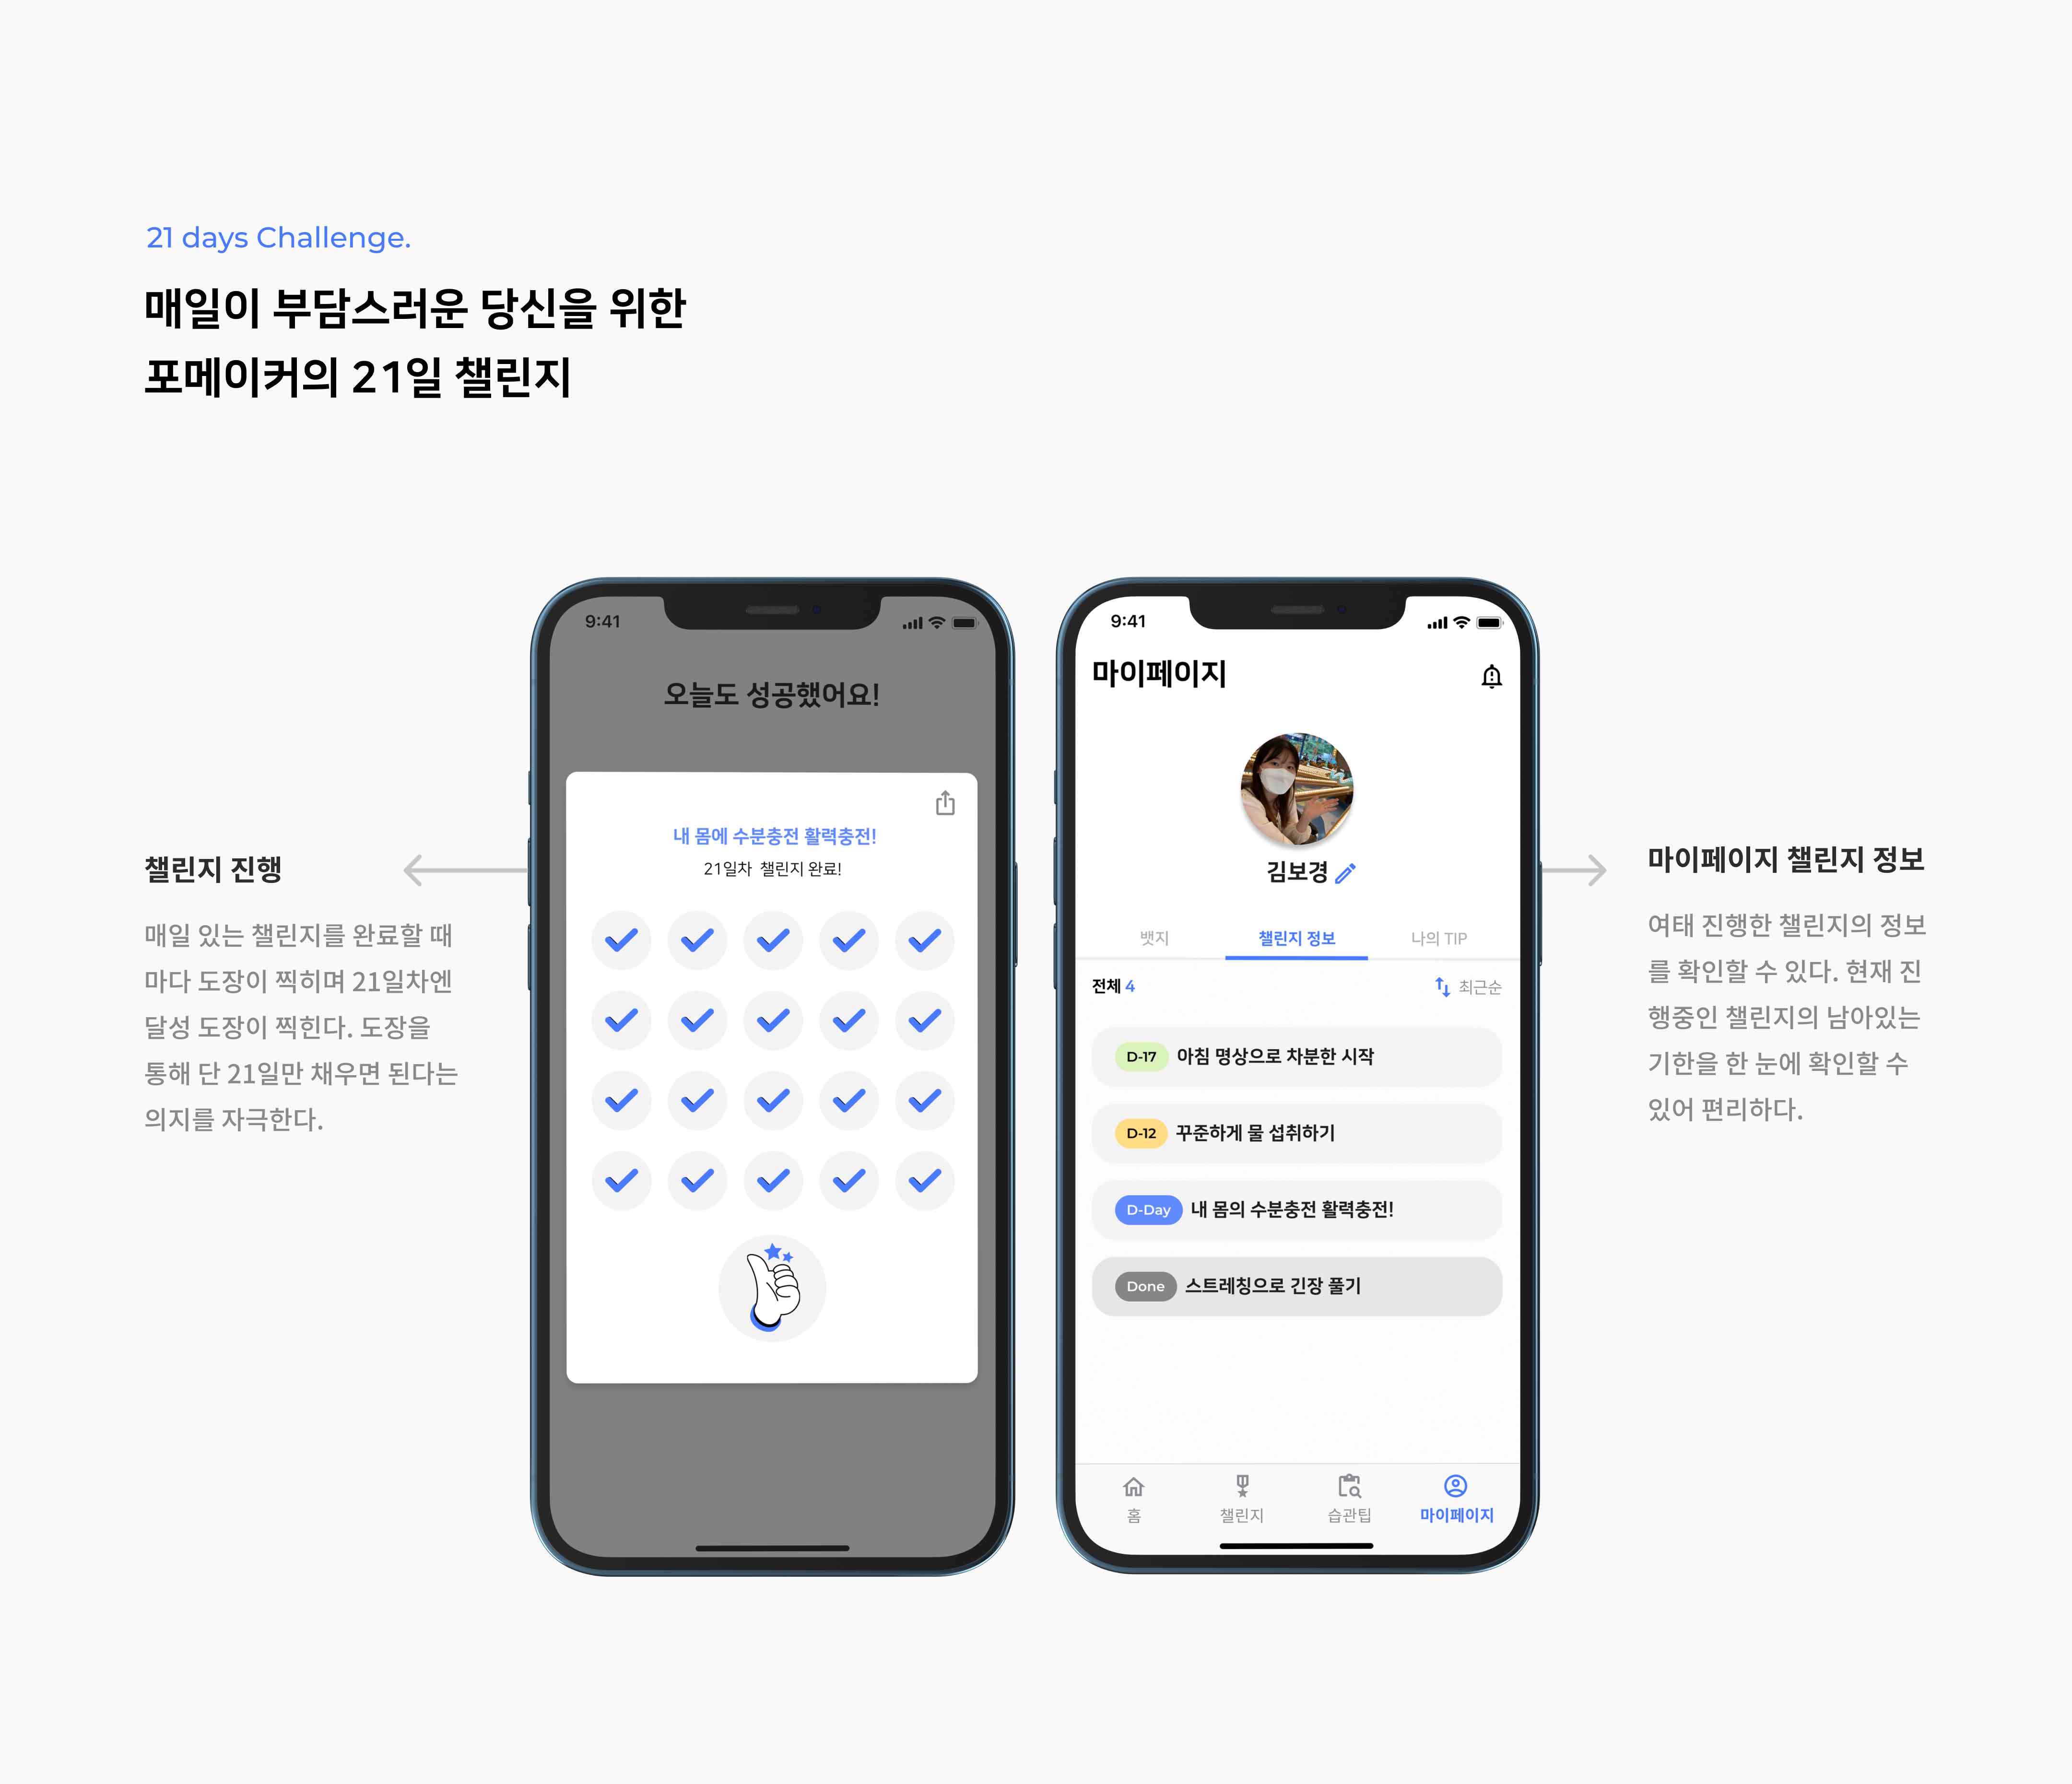 21 days Challenge.
매일이 부담스러운 당신을 위한
포메이커의 21일 챌린지
챌린지 진행
매일 있는 챌린지를 완료할 때
마다 도장이 찍히며 21일차엔
달성 도장이 찍힌다. 도장을
통해 단 21일만 채우면 된다는
의지를 자극한다.
9:41
오늘도 성공했어요!
내 몸에 수분충전 활력충전!
21일차 챌린지 완료!
9:41
마이페이지
김보경
뱃지
챌린지 정보
나의 TIP
전체 4
최근순
D-17 아침 명상으로 차분한 시작
D-12 꾸준하게 물 섭취하기
D-Day 내 몸의 수분충전 활력충전!
Done 스트레칭으로 긴장 풀기
홈
챌린지
습관팁
마이페이지
마이페이지 챌린지 정보
여태 진행한 챌린지의 정보
를 확인할 수 있다. 현재 진
행중인 챌린지의 남아있는
기한을 한 눈에 확인할 수
있어 편리하다.